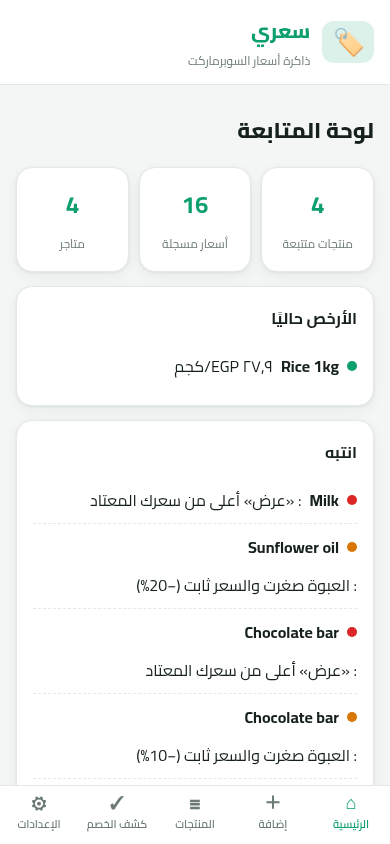 سعري
ذاكرة أسعار السوبرماركت
لوحة المتابعة
4
منتجات متتبعة
16
أسعار مسجلة
4
متاجر
الأرخص حاليًا
Rice 1kg ٢٧٫٩ EGP/كجم
انتبه
Milk : «عرض» أعلى من سعرك المعتاد
Sunflower oil
: العبوة صغرت والسعر ثابت (−20%)
Chocolate bar
: «عرض» أعلى من سعرك المعتاد
Chocolate bar
: العبوة صغرت والسعر ثابت (−10%)
الرئيسية
إضافة
المنتجات
كشف الخصم
الإعدادات